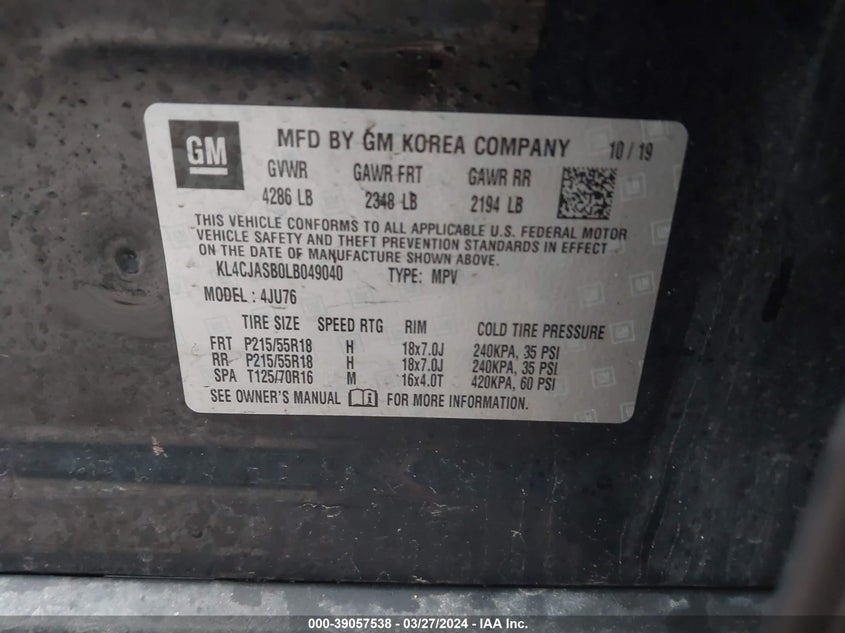 GM
MFD BY GM KOREA COMPANY 10 / 19
GVWR GAWR FRT GAWR RR
4286 LB 2348 LB 2194 LB
THIS VEHICLE CONFORMS TO ALL APPLICABLE U.S. FEDERAL MOTOR
VEHICLE SAFETY AND THEFT PREVENTION STANDARDS IN EFFECT
ON THE DATE OF MANUFACTURE SHOWN ABOVE.
KL4CJASB0LB049040 TYPE: MPV
MODEL : 4JU76
TIRE SIZE SPEED RTG RIM COLD TIRE PRESSURE
FRT P215/55R18 H 18x7.0J 240KPA, 35 PSI
RR P215/55R18 H 18x7.0J 240KPA, 35 PSI
SPA T125/70R16 M 16x4.0T 420KPA, 60 PSI
SEE OWNER'S MANUAL FOR MORE INFORMATION.
000-39057538 - 03/27/2024 - IAA Inc.